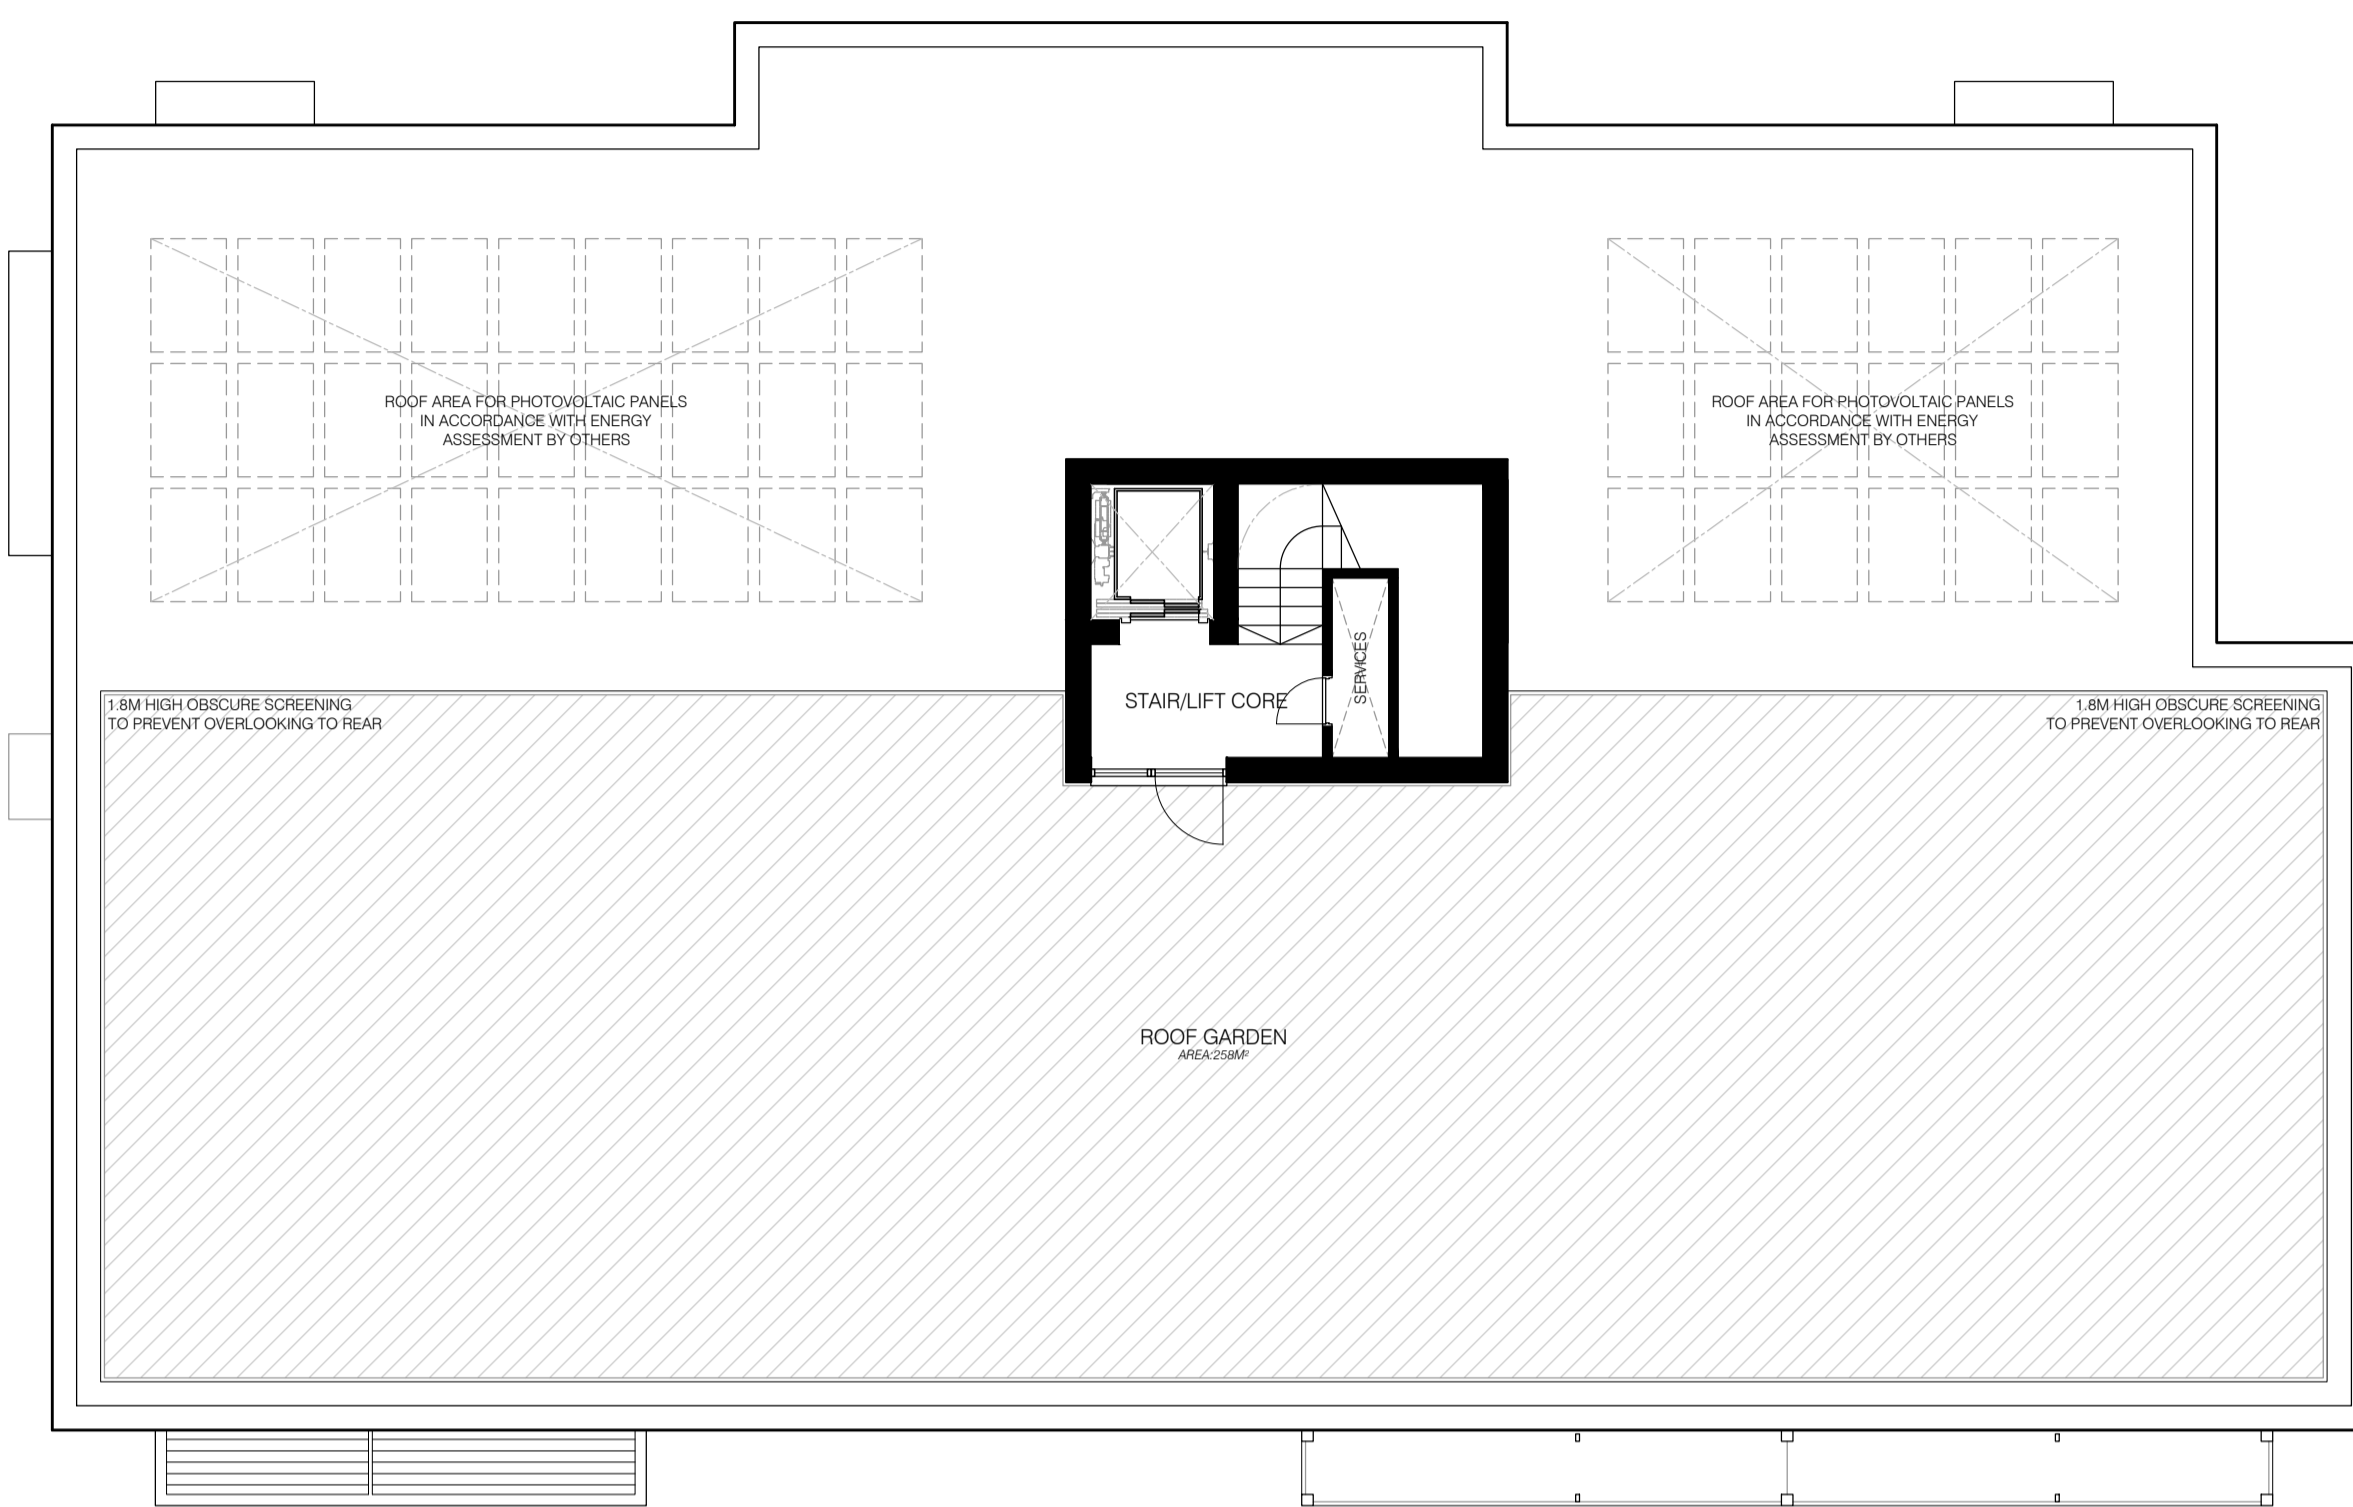 ROOF AREA FOR PHOTOVOLTAIC PANELS
IN ACCORDANCE WITH ENERGY
ASSESSMENT BY OTHERS
ROOF AREA FOR PHOTOVOLTAIC PANELS
IN ACCORDANCE WITH ENERGY
ASSESSMENT BY OTHERS
1.8M HIGH OBSCURE SCREENING
TO PREVENT OVERLOOKING TO REAR
STAIR/LIFT CORE
SERVICES
1.8M HIGH OBSCURE SCREENING
TO PREVENT OVERLOOKING TO REAR
ROOF GARDEN
AREA:258M²